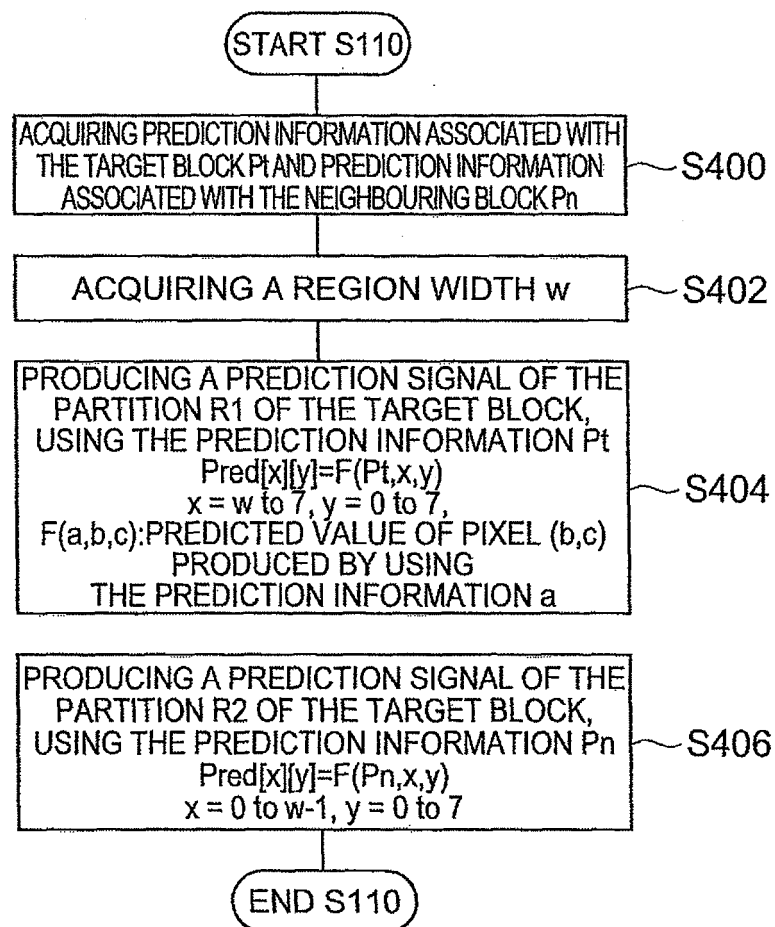 START S110
ACQUIRING PREDICTION INFORMATION ASSOCIATED WITH
THE TARGET BLOCK Pt AND PREDICTION INFORMATION
ASSOCIATED WITH THE NEIGHBOURING BLOCK Pn
S400
ACQUIRING A REGION WIDTH w
S402
PRODUCING A PREDICTION SIGNAL OF THE
PARTITION R1 OF THE TARGET BLOCK,
USING THE PREDICTION INFORMATION Pt
Pred[x][y]=F(Pt,x,y)
x = w to 7, y = 0 to 7,
F(a,b,c):PREDICTED VALUE OF PIXEL (b,c)
PRODUCED BY USING
THE PREDICTION INFORMATION a
S404
PRODUCING A PREDICTION SIGNAL OF THE
PARTITION R2 OF THE TARGET BLOCK,
USING THE PREDICTION INFORMATION Pn
Pred[x][y]=F(Pn,x,y)
x = 0 to w-1, y = 0 to 7
S406
END S110